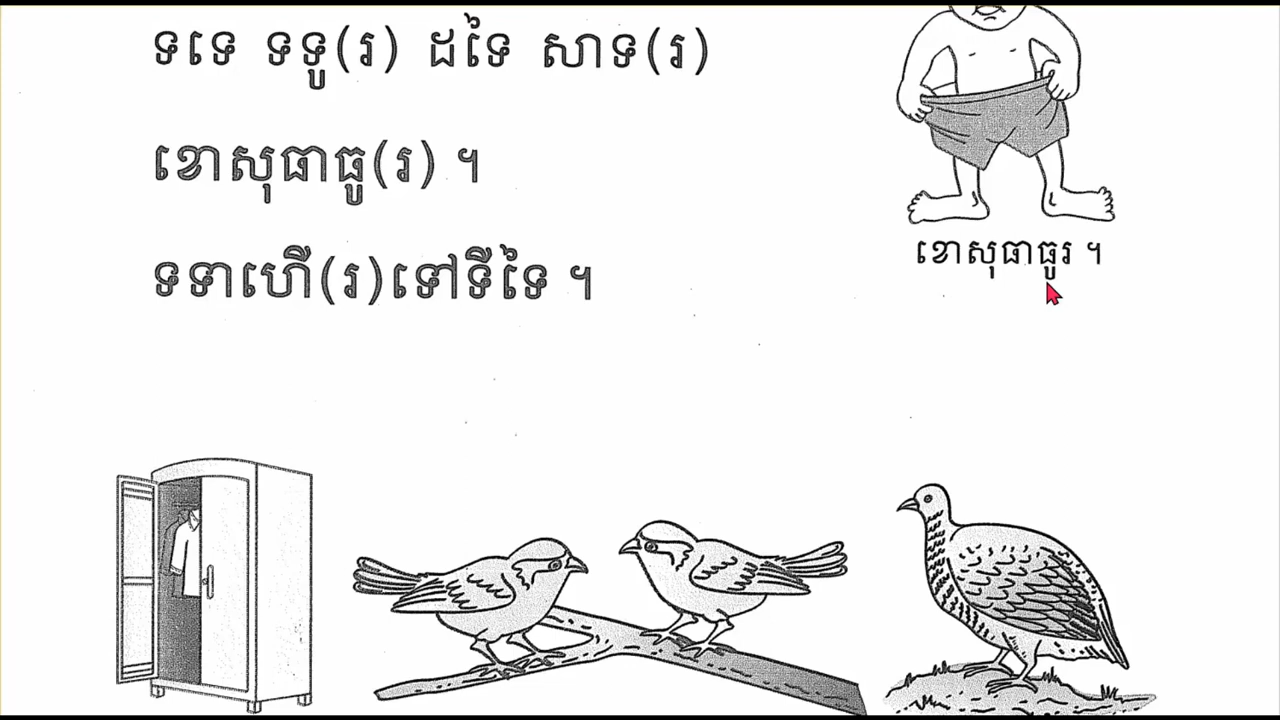 ទទេ ទទូ(រ) ដទៃ សាទ(រ)
ខោសុធាធូ(រ) ។
ទទាហើ(រ)ទៅទីទៃ ។
ខោសុធាធូរ ។